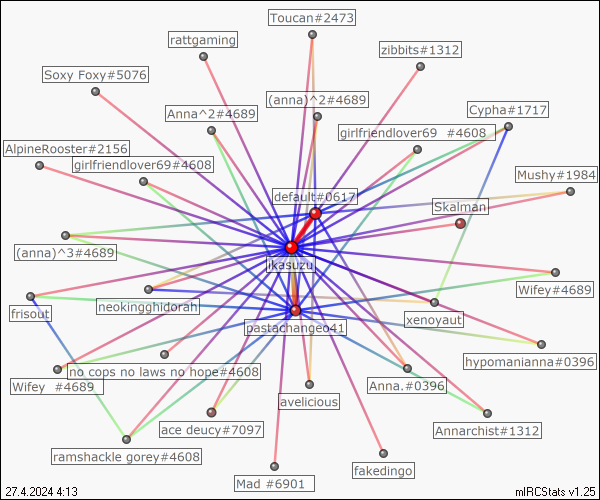 Toucan#2473
rattgaming
zibbits#1312
Soxy Foxy#5076
(anna)^2#4689
Cypha#1717
Anna^2#4689
girlfriendlover69 #4608
AlpineRooster#2156
girlfriendlover69#4608
Mushy#1984
default#0617
Skalman
(anna)^3#4689
ikasuzu
Wifey#4689
frisout
neokingghidorah
xenoyaut
pastachangeo41
hypomanianna#0396
no cops no laws no hope#4608
Wifey #4689
Anna.#0396
avelicious
ace deucy#7097
Annarchist#1312
ramshackle gorey#4608
fakedingo
Mad #6901
27.4.2024 4:13
mIRCStats v1.25